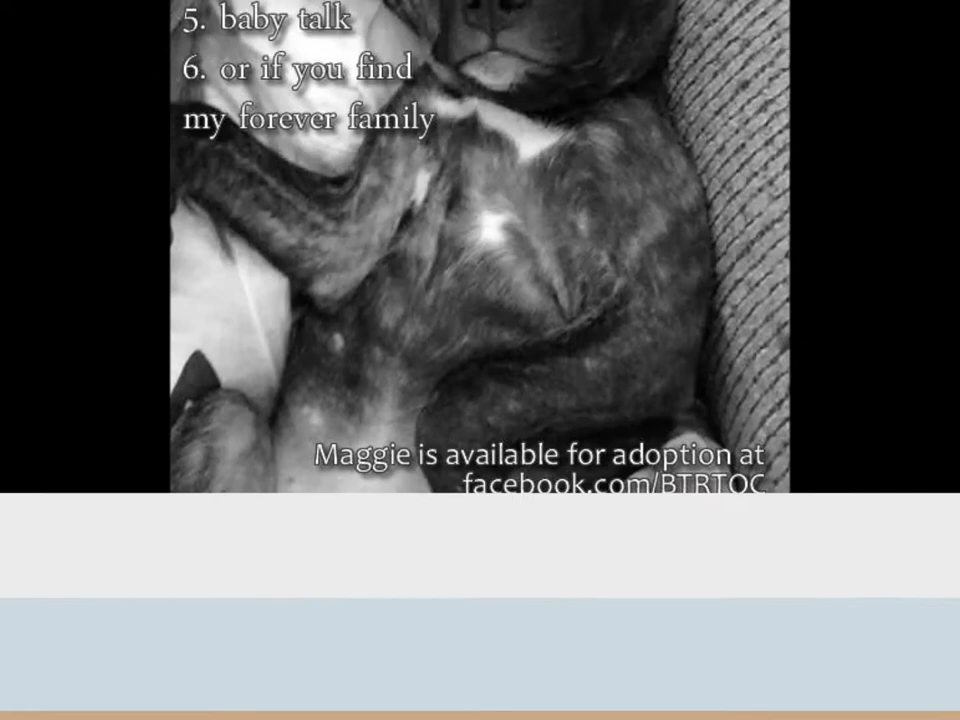 5. baby talk
6. or if you find
my forever family
Maggie is available for adoption at
facebook.com/BTRTOC